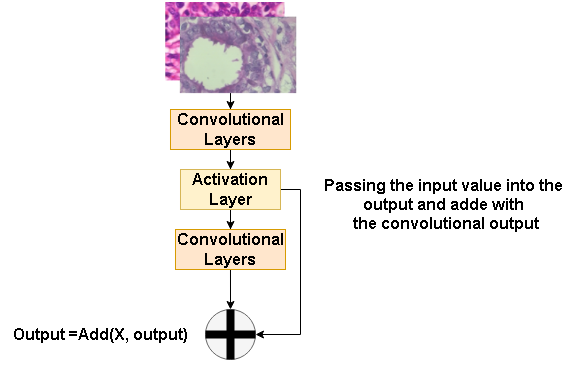 Convolutional
Layers
Activation
Layer
Passing the input value into the
output and adde with
the convolutional output
Convolutional
Layers
Output =Add(X, output)